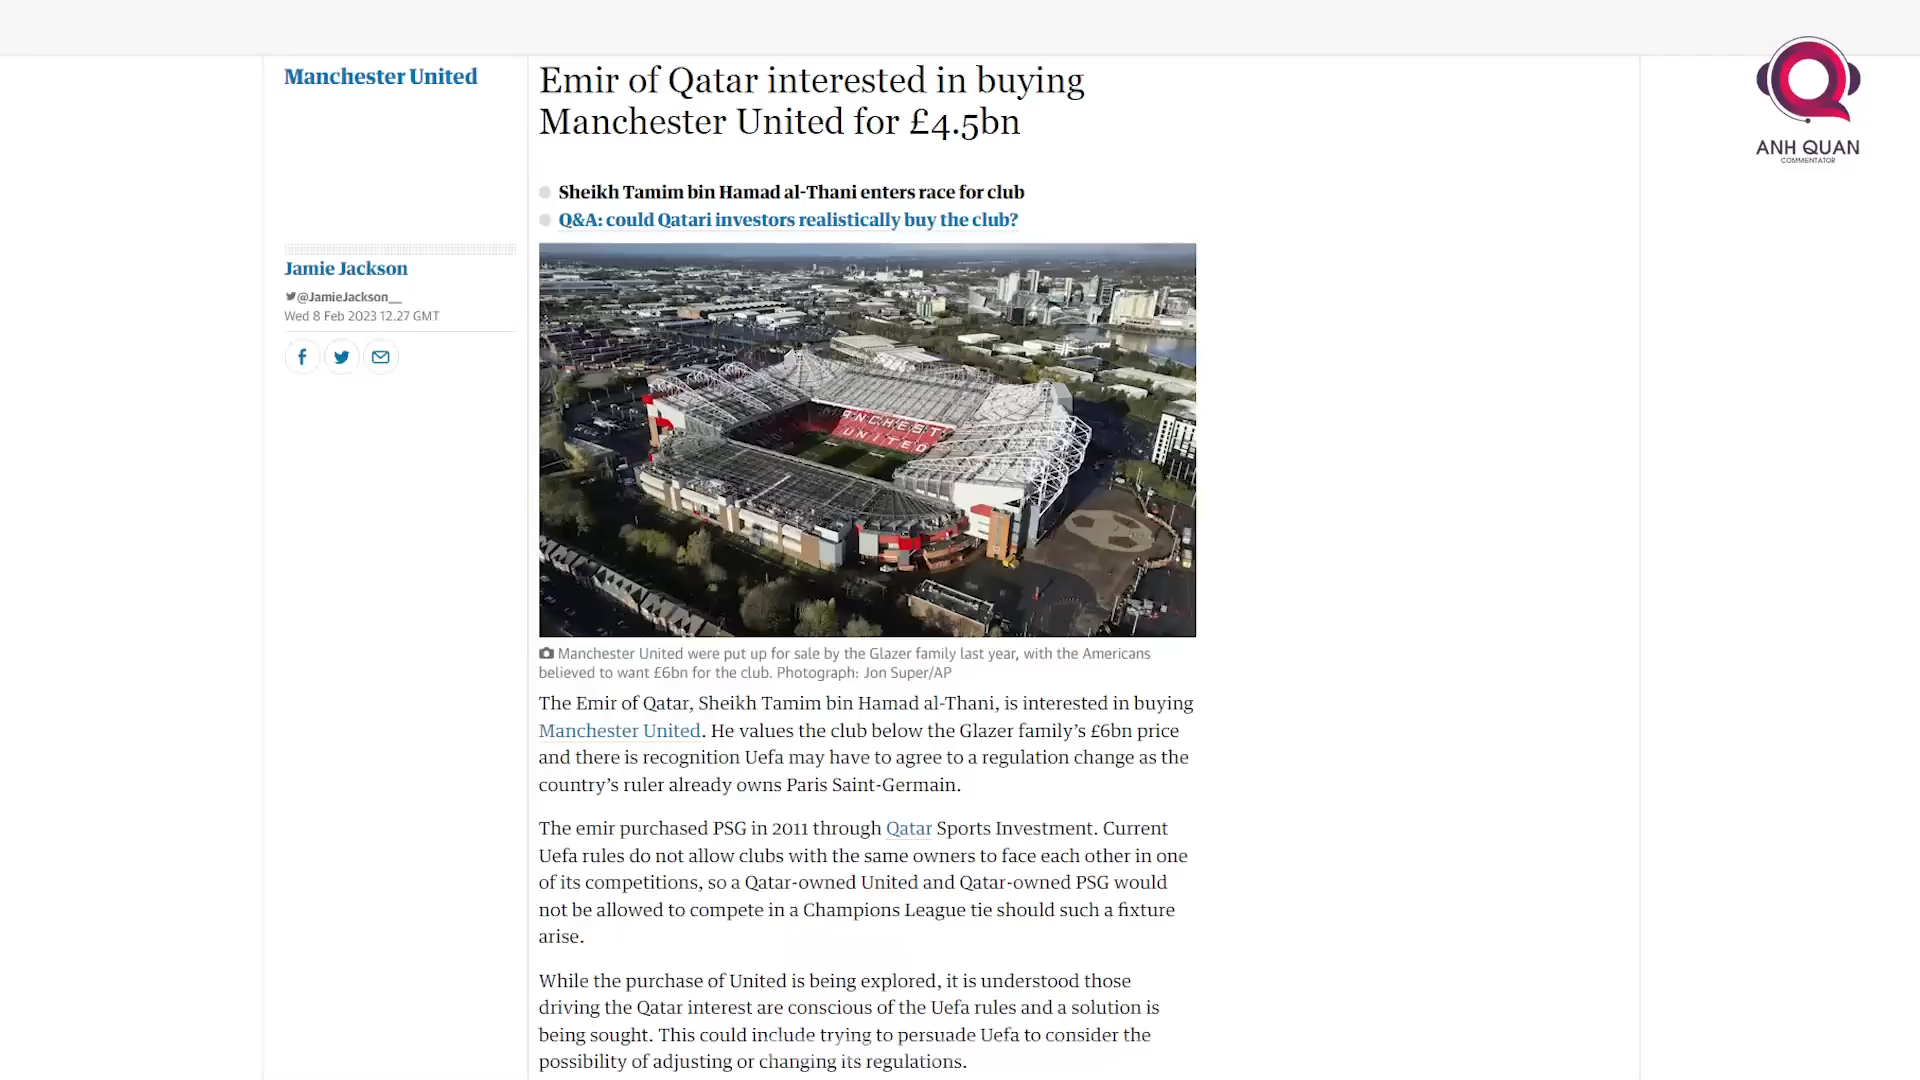 Manchester United
Emir of Qatar interested in buying
Manchester United for £4.5bn
Sheikh Tamim bin Hamad al-Thani enters race for club
Q&A: could Qatari investors realistically buy the club?
Jamie Jackson
@JamieJackson__
Wed 8 Feb 2023 12.27 GMT
ANH QUAN
COMMENTATOR
UNITED
Manchester United were put up for sale by the Glazer family last year, with the Americans
believed to want £6bn for the club. Photograph: Jon Super/AP
The Emir of Qatar, Sheikh Tamim bin Hamad al-Thani, is interested in buying
Manchester United. He values the club below the Glazer family’s £6bn price
and there is recognition Uefa may have to agree to a regulation change as the
country’s ruler already owns Paris Saint-Germain.
The emir purchased PSG in 2011 through Qatar Sports Investment. Current
Uefa rules do not allow clubs with the same owners to face each other in one
of its competitions, so a Qatar-owned United and Qatar-owned PSG would
not be allowed to compete in a Champions League tie should such a fixture
arise.
While the purchase of United is being explored, it is understood those
driving the Qatar interest are conscious of the Uefa rules and a solution is
being sought. This could include trying to persuade Uefa to consider the
possibility of adjusting or changing its regulations.